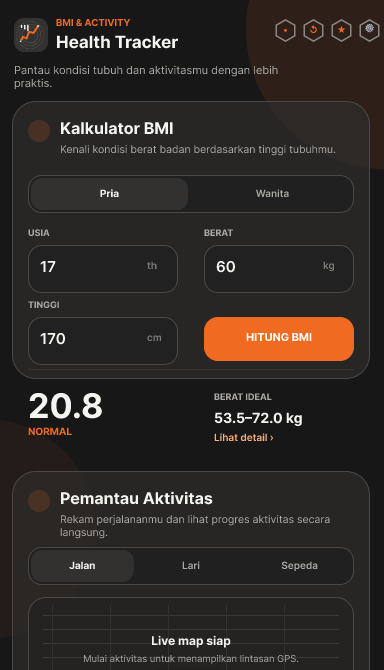 BMI & ACTIVITY
Health Tracker
Pantau kondisi tubuh dan aktivitasmu dengan lebih
praktis.
Kalkulator BMI
Kenali kondisi berat badan berdasarkan tinggi tubuhmu.
Pria
Wanita
USIA
BERAT
17 th
60 kg
TINGGI
170 cm
HITUNG BMI
20.8
NORMAL
BERAT IDEAL
53.5–72.0 kg
Lihat detail ›
Pemantau Aktivitas
Rekam perjalananmu dan lihat progres aktivitas secara
langsung.
Jalan
Lari
Sepeda
Live map siap
Mulai aktivitas untuk menampilkan lintasan GPS.